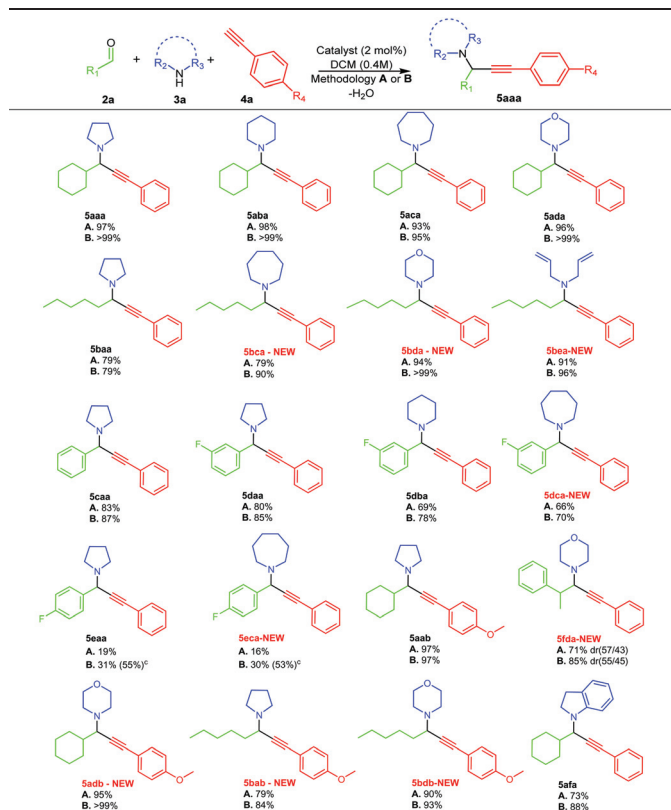 O
R1
2a
+
R2 N R3
H
3a
+
R4
4a
Catalyst (2 mol%)
DCM (0.4M)
Methodology A or B
-H2O
R2 N R3
R1
R4
5aaa
N
5aaa
A. 97%
B. >99%
N
5aba
A. 98%
B. >99%
N
5aca
A. 93%
B. 95%
O
N
5ada
A. 96%
B. >99%
N
5baa
A. 79%
B. 79%
N
5bca - NEW
A. 79%
B. 90%
O
N
5bda - NEW
A. 94%
B. >99%
N
5bea-NEW
A. 91%
B. 96%
N
5caa
A. 83%
B. 87%
N
F
5daa
A. 80%
B. 85%
N
F
5dba
A. 69%
B. 78%
N
F
5dca-NEW
A. 66%
B. 70%
N
F
5eaa
A. 19%
B. 31% (55%)c
N
F
5eca-NEW
A. 16%
B. 30% (53%)c
N
O
5aab
A. 97%
B. 97%
O
N
5fda-NEW
A. 71% dr(57/43)
B. 85% dr(55/45)
O
N
O
5adb - NEW
A. 95%
B. >99%
N
O
5bab - NEW
A. 79%
B. 84%
O
N
O
5bdb-NEW
A. 90%
B. 93%
N
5afa
A. 73%
B. 88%